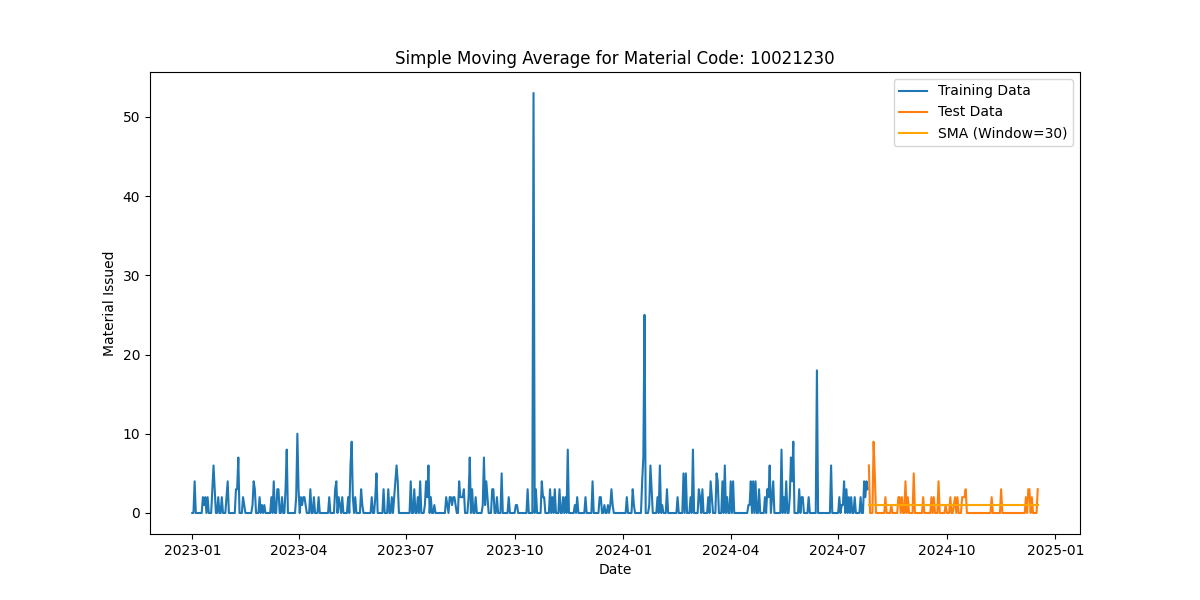 Simple Moving Average for Material Code: 10021230
Training Data
Test Data
SMA (Window=30)
Material Issued
50
40
30
20
10
0
2023-01
2023-04
2023-07
2023-10
2024-01
2024-04
2024-07
2024-10
2025-01
Date